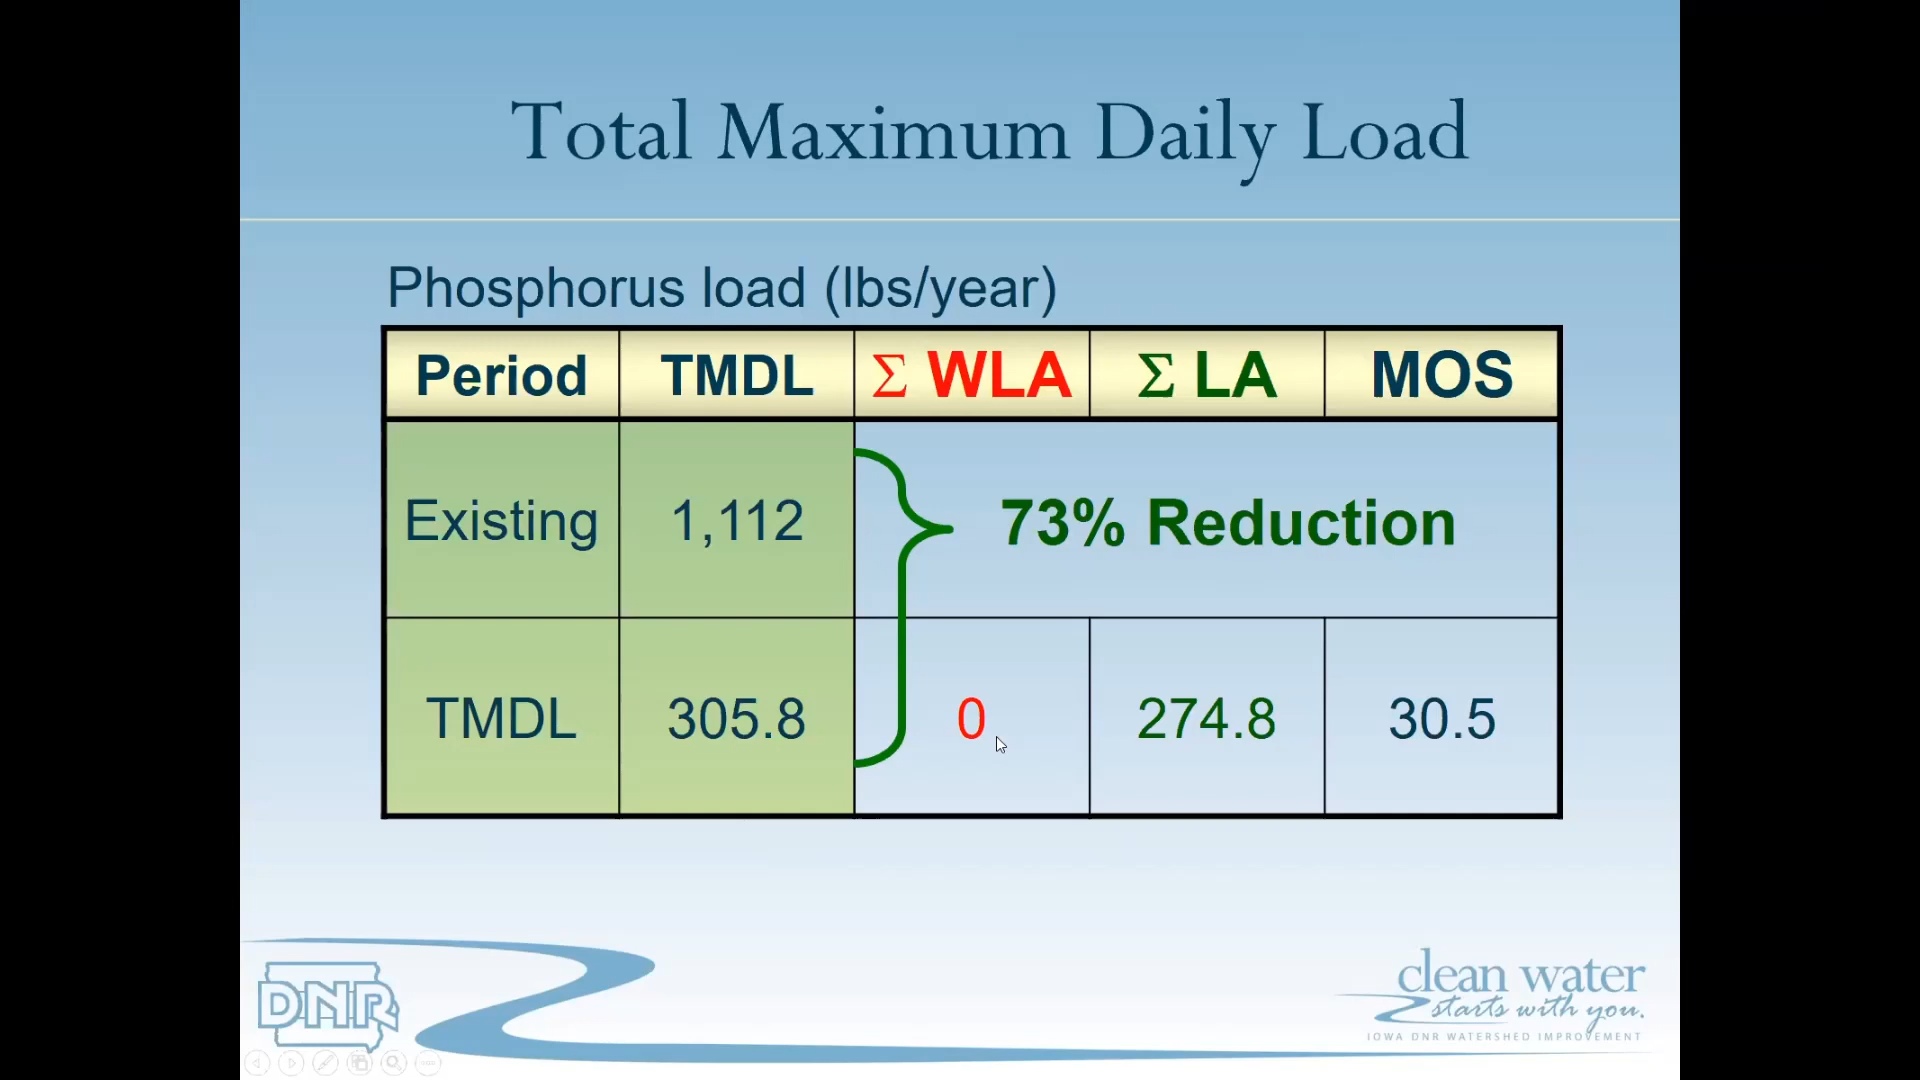 Total Maximum Daily Load
Phosphorus load (lbs/year)
Period TMDL Σ WLA Σ LA MOS
Existing 1,112 73% Reduction
TMDL 305.8 0 274.8 30.5
DNR
clean water
starts with you.
IOWA DNR WATERSHED IMPROVEMENT